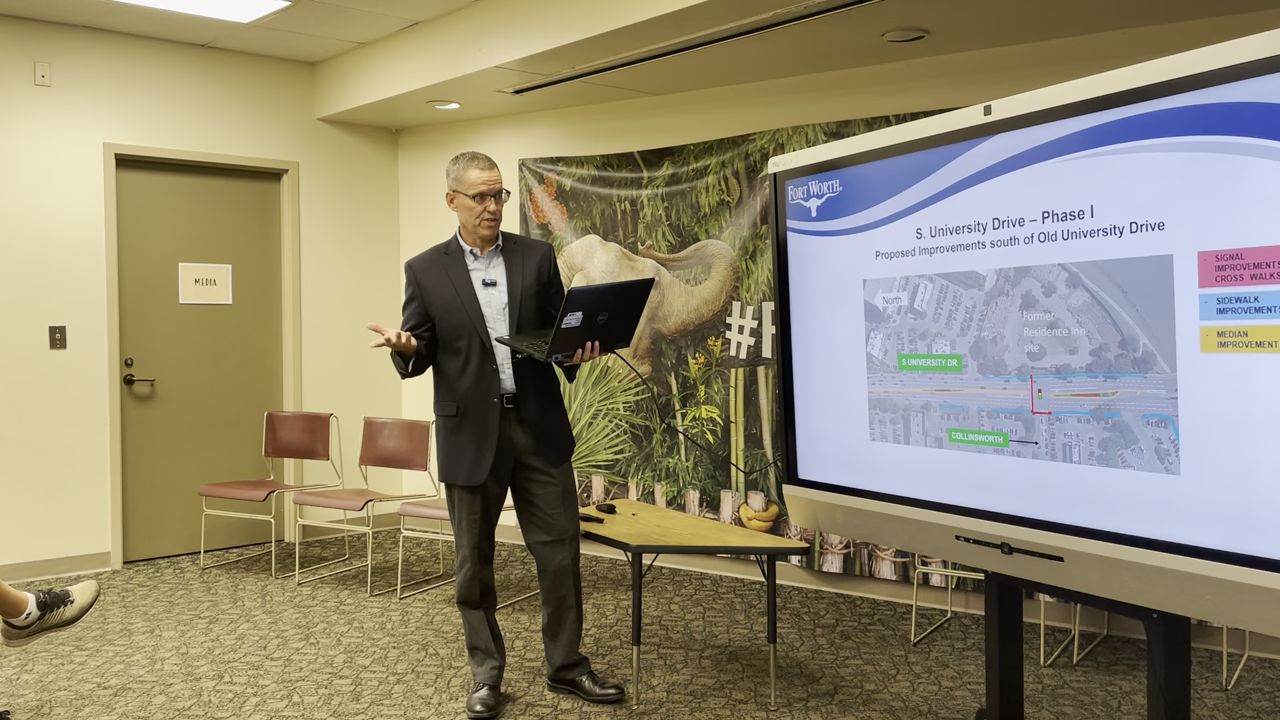 MEDIA
#F
FORT WORTH®
S. University Drive – Phase I
Proposed Improvements south of Old University Drive
North
Former
Residence Inn
site
S UNIVERSITY DR
COLLINSWORTH
- SIGNAL
IMPROVEMENTS
CROSS WALKS
- SIDEWALK
IMPROVEMENTS
- MEDIAN
IMPROVEMENT
DELL